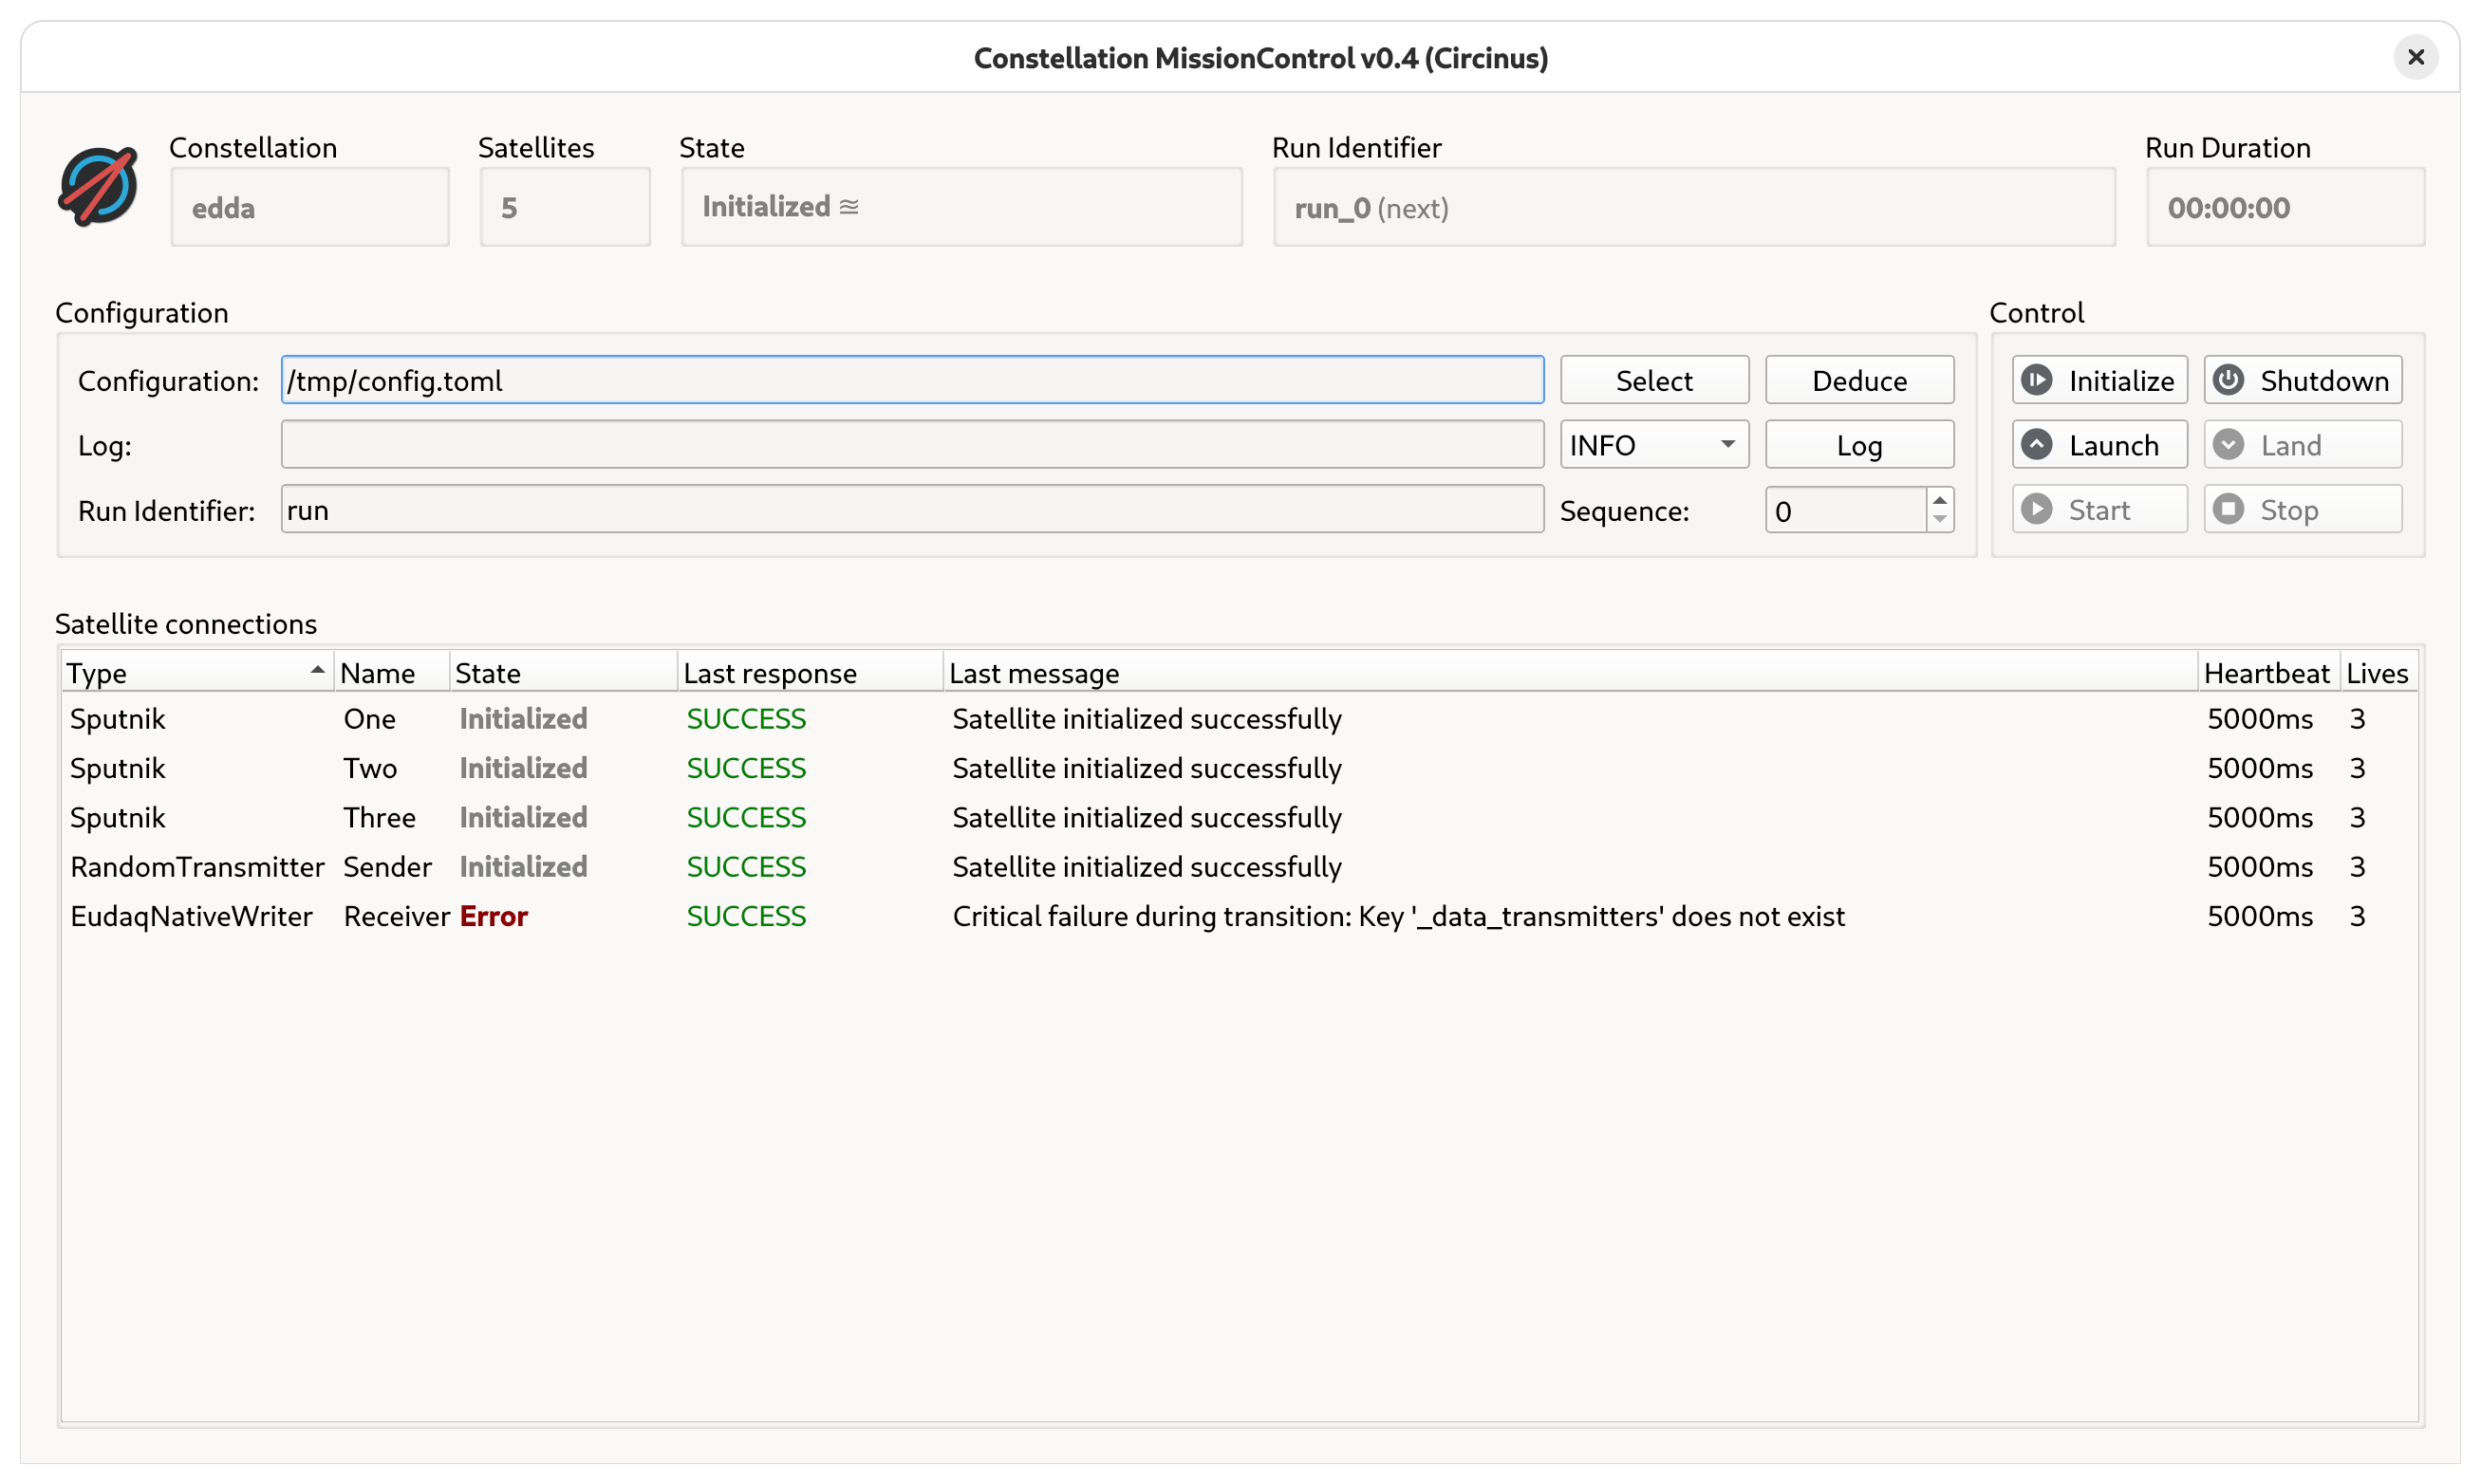 Constellation MissionControl v0.4 (Circinus)
Constellation Satellites State Run Identifier Run Duration
edda 5 Initialized ≊ run_0 (next) 00:00:00
Configuration Control
Configuration: /tmp/config.toml Select Deduce Initialize Shutdown
Log: INFO Log Launch Land
Run Identifier: run Sequence: 0 Start Stop
Satellite connections
Type Name State Last response Last message Heartbeat Lives
Sputnik One Initialized SUCCESS Satellite initialized successfully 5000ms 3
Sputnik Two Initialized SUCCESS Satellite initialized successfully 5000ms 3
Sputnik Three Initialized SUCCESS Satellite initialized successfully 5000ms 3
RandomTransmitter Sender Initialized SUCCESS Satellite initialized successfully 5000ms 3
EudaqNativeWriter Receiver Error SUCCESS Critical failure during transition: Key '_data_transmitters' does not exist 5000ms 3